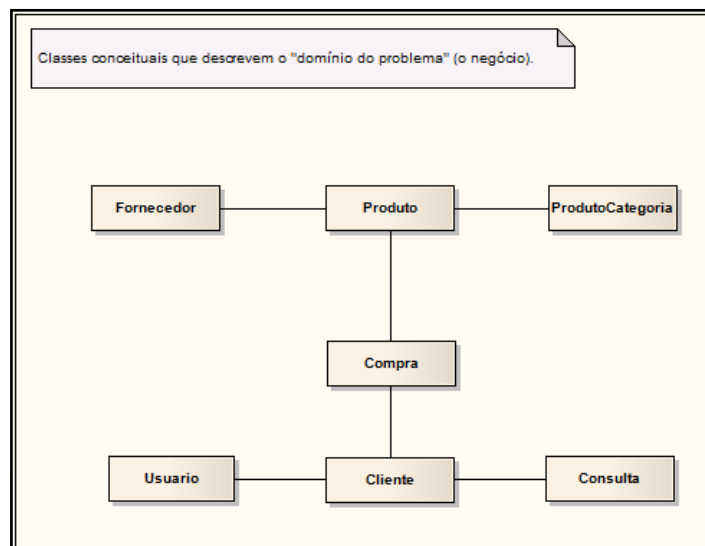 Classes conceituais que descrevem o "domínio do problema" (o negócio).
Fornecedor
Produto
ProdutoCategoria
Compra
Usuario
Cliente
Consulta